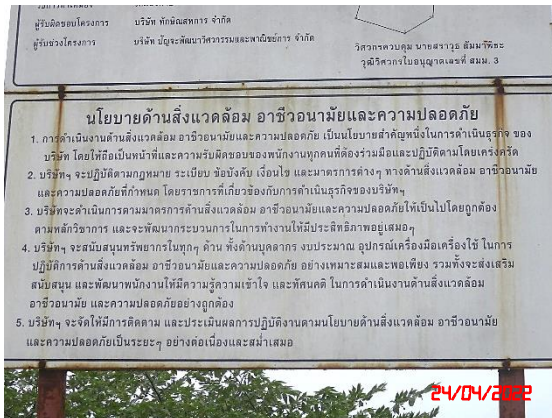 ผู้รับผิดชอบโครงการ บริษัท ทักษิณสหการ จำกัด
ผู้รับช่วงโครงการ บริษัท ปัญจะพัฒนาวิศวกรรมและพาณิชย์การ จำกัด
วิศวกรควบคุม นายสราวุธ
วุฒิวิศวกรใบอนุญาตเลขที่ สมม. 3
นโยบายด้านสิ่งแวดล้อม อาชีวอนามัยและความปลอดภัย
1. การดำเนินงานด้านสิ่งแวดล้อม อาชีวอนามัยและความปลอดภัย เป็นนโยบายสำคัญหนึ่งในการดำเนินธุรกิจ ของ
บริษัท โดยให้ถือเป็นหน้าที่และความรับผิดชอบของพนักงานทุกคนที่ต้องร่วมมือและปฏิบัติตามโดยเคร่งครัด
2. บริษัทฯ จะปฏิบัติตามกฎหมาย ระเบียบ ข้อบังคับ เงื่อนไข และมาตรการต่างๆ ทางด้านสิ่งแวดล้อม อาชีวอนามัย
และความปลอดภัยที่กำหนด โดยราชการที่เกี่ยวข้องกับการดำเนินธุรกิจของบริษัทฯ
3. บริษัทจะดำเนินการตามมาตรการด้านสิ่งแวดล้อม อาชีวอนามัยและความปลอดภัยให้เป็นไปโดยถูกต้อง
ตามหลักวิชาการ และจะพัฒนากระบวนการในการทำงานให้มีประสิทธิภาพอยู่เสมอๆ
4. บริษัทฯ จะสนับสนุนทรัพยากรในทุกๆ ด้าน ทั้งด้านบุคลากร งบประมาณ อุปกรณ์เครื่องมือเครื่องใช้ ในการ
ปฏิบัติการด้านสิ่งแวดล้อม อาชีวอนามัยและความปลอดภัย อย่างเหมาะสมและพอเพียง รวมทั้งจะส่งเสริม
สนับสนุน และพัฒนาพนักงานให้มีความรู้ความเข้าใจ และทัศนคติ ในการดำเนินงานด้านสิ่งแวดล้อม
อาชีวอนามัย และความปลอดภัยอย่างถูกต้อง
5. บริษัทฯ จะจัดให้มีการติดตาม และประเมินผลการปฏิบัติงานตามนโยบายด้านสิ่งแวดล้อม อาชีวอนามัย
และความปลอดภัยเป็นระยะๆ อย่างต่อเนื่องและสม่ำเสมอ
24/04/2022